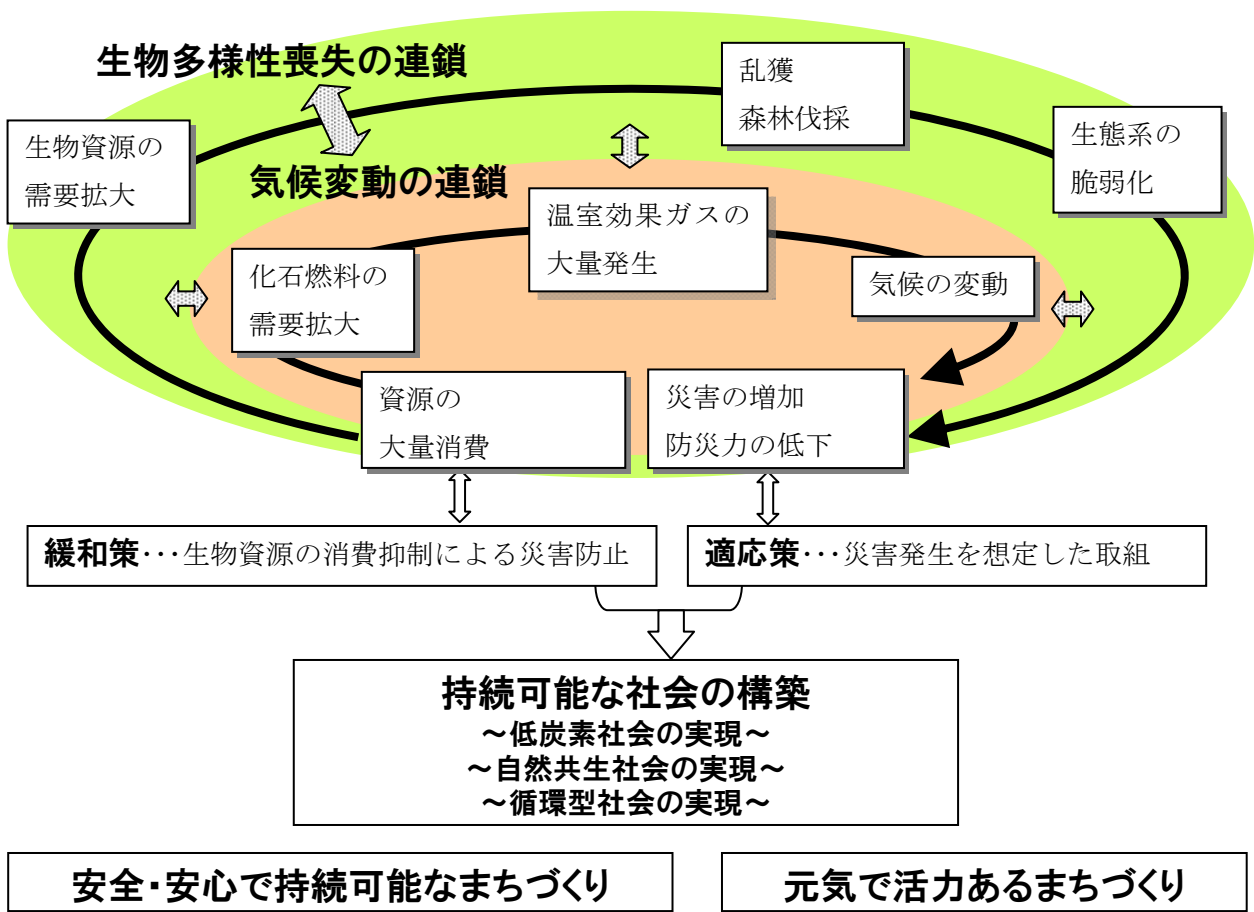 生物多様性喪失の連鎖
乱獲
森林伐採
生物資源の
需要拡大
生態系の
脆弱化
気候変動の連鎖
温室効果ガスの
大量発生
化石燃料の
需要拡大
気候の変動
資源の
大量消費
災害の増加
防災力の低下
緩和策･･･生物資源の消費抑制による災害防止
適応策･･･災害発生を想定した取組
持続可能な社会の構築
～低炭素社会の実現～
～自然共生社会の実現～
～循環型社会の実現～
安全・安心で持続可能なまちづくり
元気で活力あるまちづくり